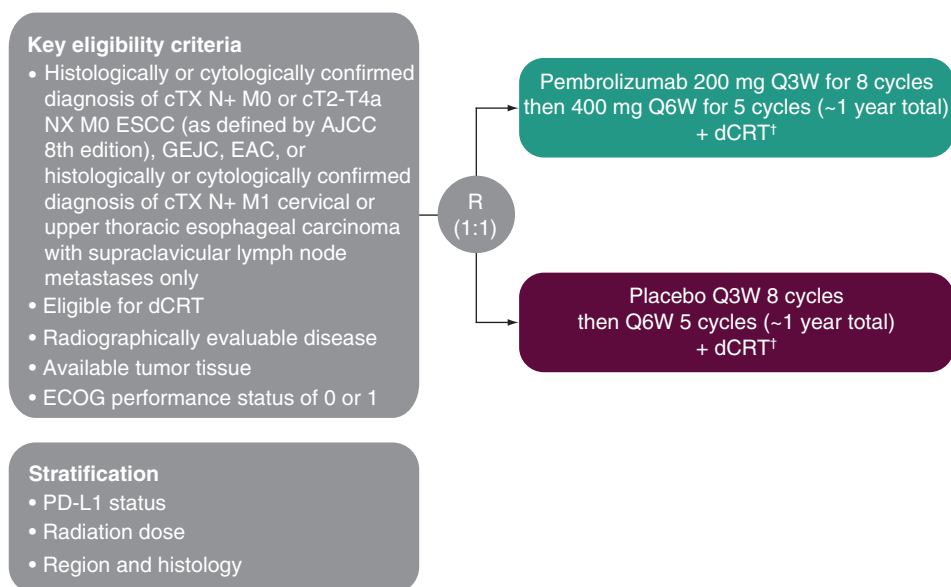 Key eligibility criteria
• Histologically or cytologically confirmed
diagnosis of cTX N+ M0 or cT2-T4a
NX M0 ESCC (as defined by AJCC
8th edition), GEJC, EAC, or
histologically or cytologically confirmed
diagnosis of cTX N+ M1 cervical or
upper thoracic esophageal carcinoma
with supraclavicular lymph node
metastases only
• Eligible for dCRT
• Radiographically evaluable disease
• Available tumor tissue
• ECOG performance status of 0 or 1
R
(1:1)
Pembrolizumab 200 mg Q3W for 8 cycles
then 400 mg Q6W for 5 cycles (~1 year total)
+ dCRT†
Placebo Q3W 8 cycles
then Q6W 5 cycles (~1 year total)
+ dCRT†
Stratification
• PD-L1 status
• Radiation dose
• Region and histology